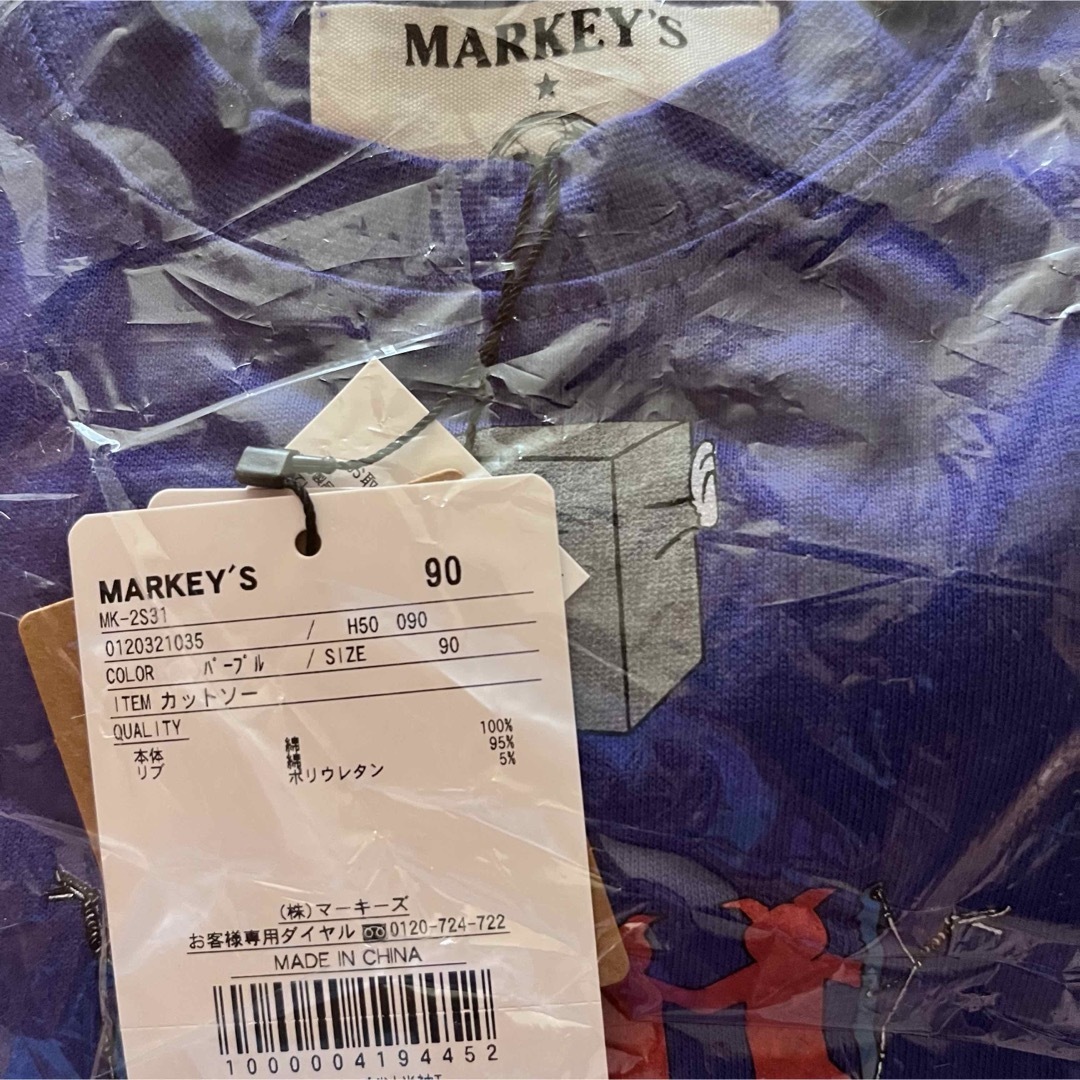 MARKEY'S
MARKEY'S 90
MK-2S31
0120321035 / H50 090
COLOR パープル / SIZE 90
ITEM カットソー
QUALITY
本体 綿 100%
リブ 綿 95%
ポリウレタン 5%
(株)マーキーズ
お客様専用ダイヤル 0120-724-722
MADE IN CHINA
1000004194452